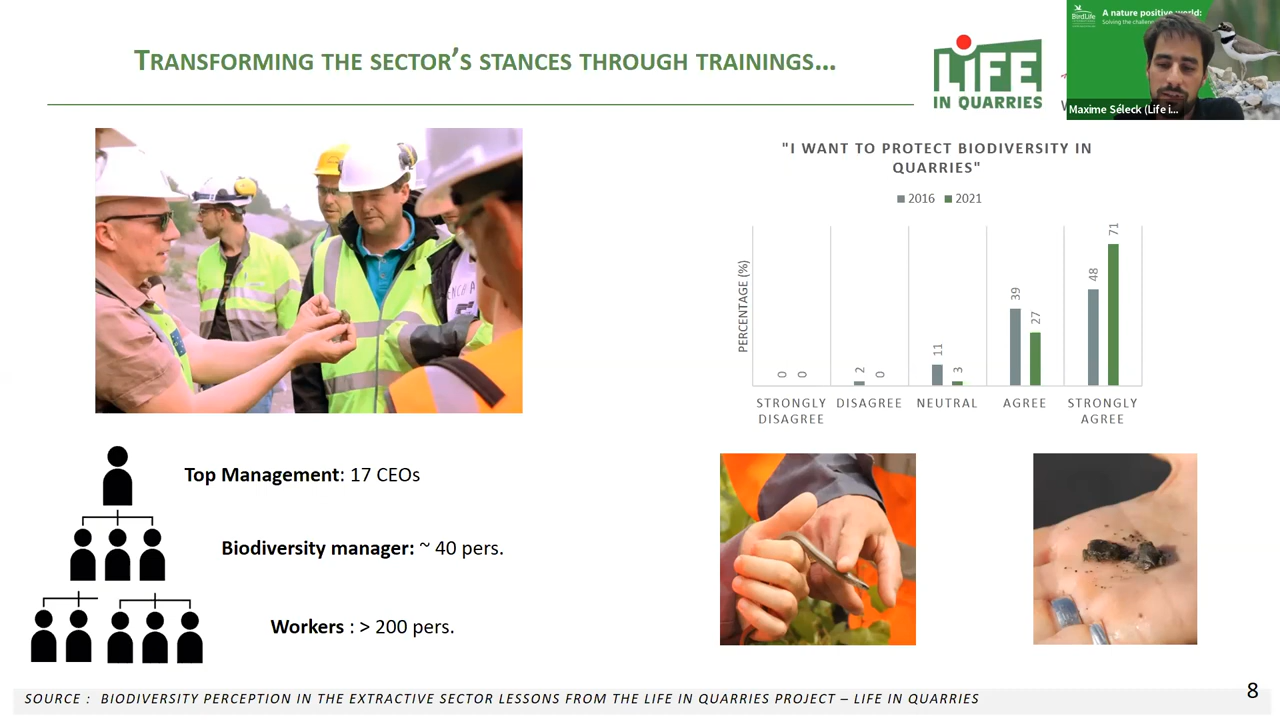 TRANSFORMING THE SECTOR'S STANCES THROUGH TRAININGS...
LiFE
IN QUARRIES
BirdLife
A nature positive world:
Maxime Séleck (Life i...
"I WANT TO PROTECT BIODIVERSITY IN
QUARRIES"
2016 2021
PERCENTAGE (%)
0 0 2 0 11 3 39 27 48 71
STRONGLY DISAGREE NEUTRAL AGREE STRONGLY
DISAGREE AGREE
Top Management: 17 CEOs
Biodiversity manager: ~ 40 pers.
Workers : > 200 pers.
SOURCE : BIODIVERSITY PERCEPTION IN THE EXTRACTIVE SECTOR LESSONS FROM THE LIFE IN QUARRIES PROJECT – LIFE IN QUARRIES
8